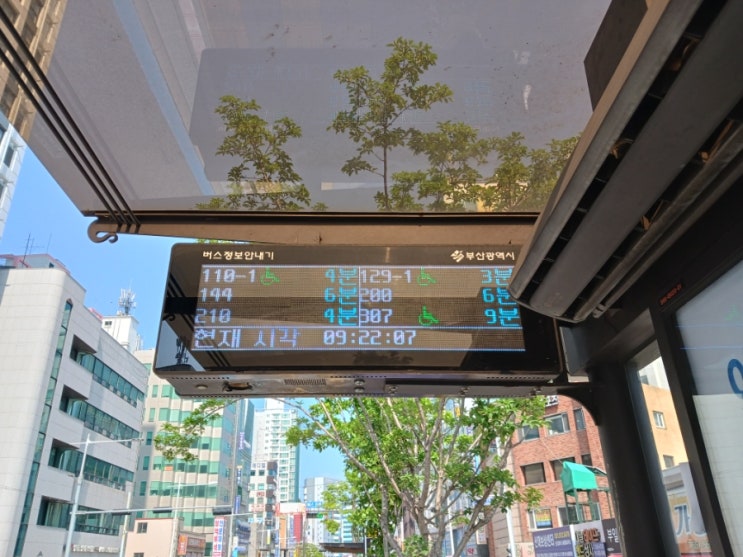 버스정보안내기 부산광역시
110-1 4분 129-1 3분
144 6분 200 6분
210 4분 307 9분
현재 시각 09:22:07